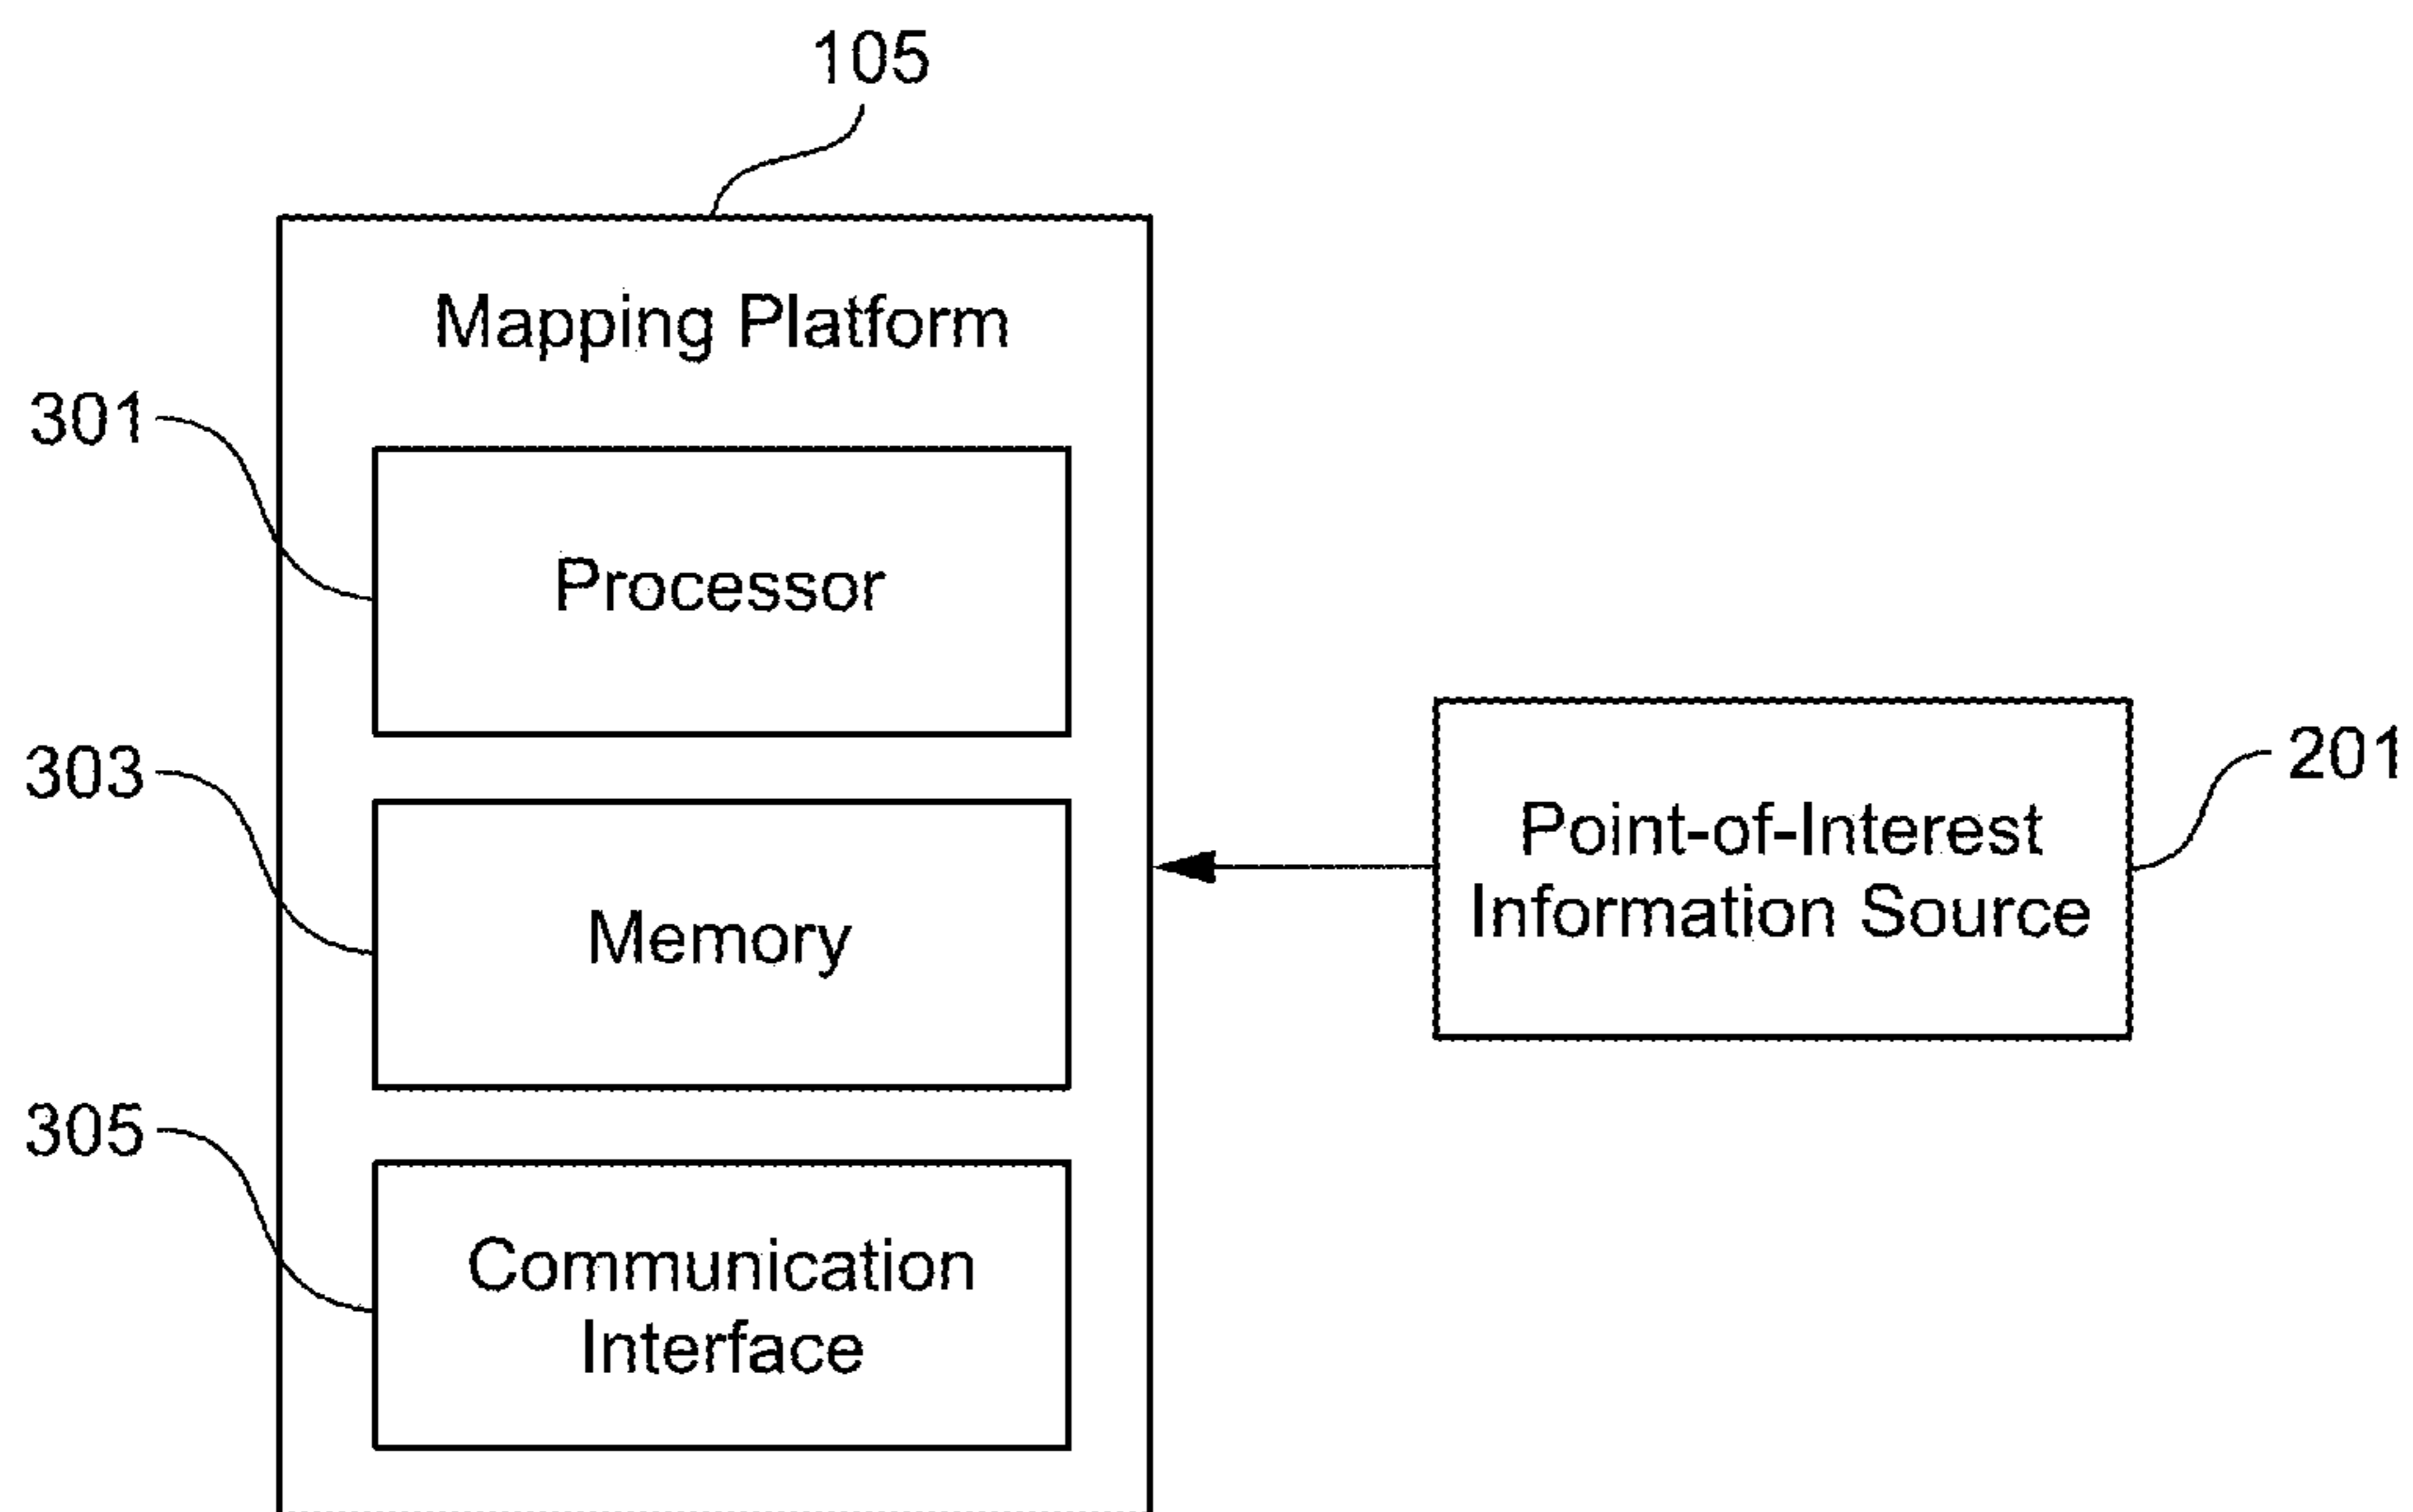 105
Mapping Platform
301
Processor
303
Memory
305
Communication
Interface
Point-of-Interest
Information Source
201